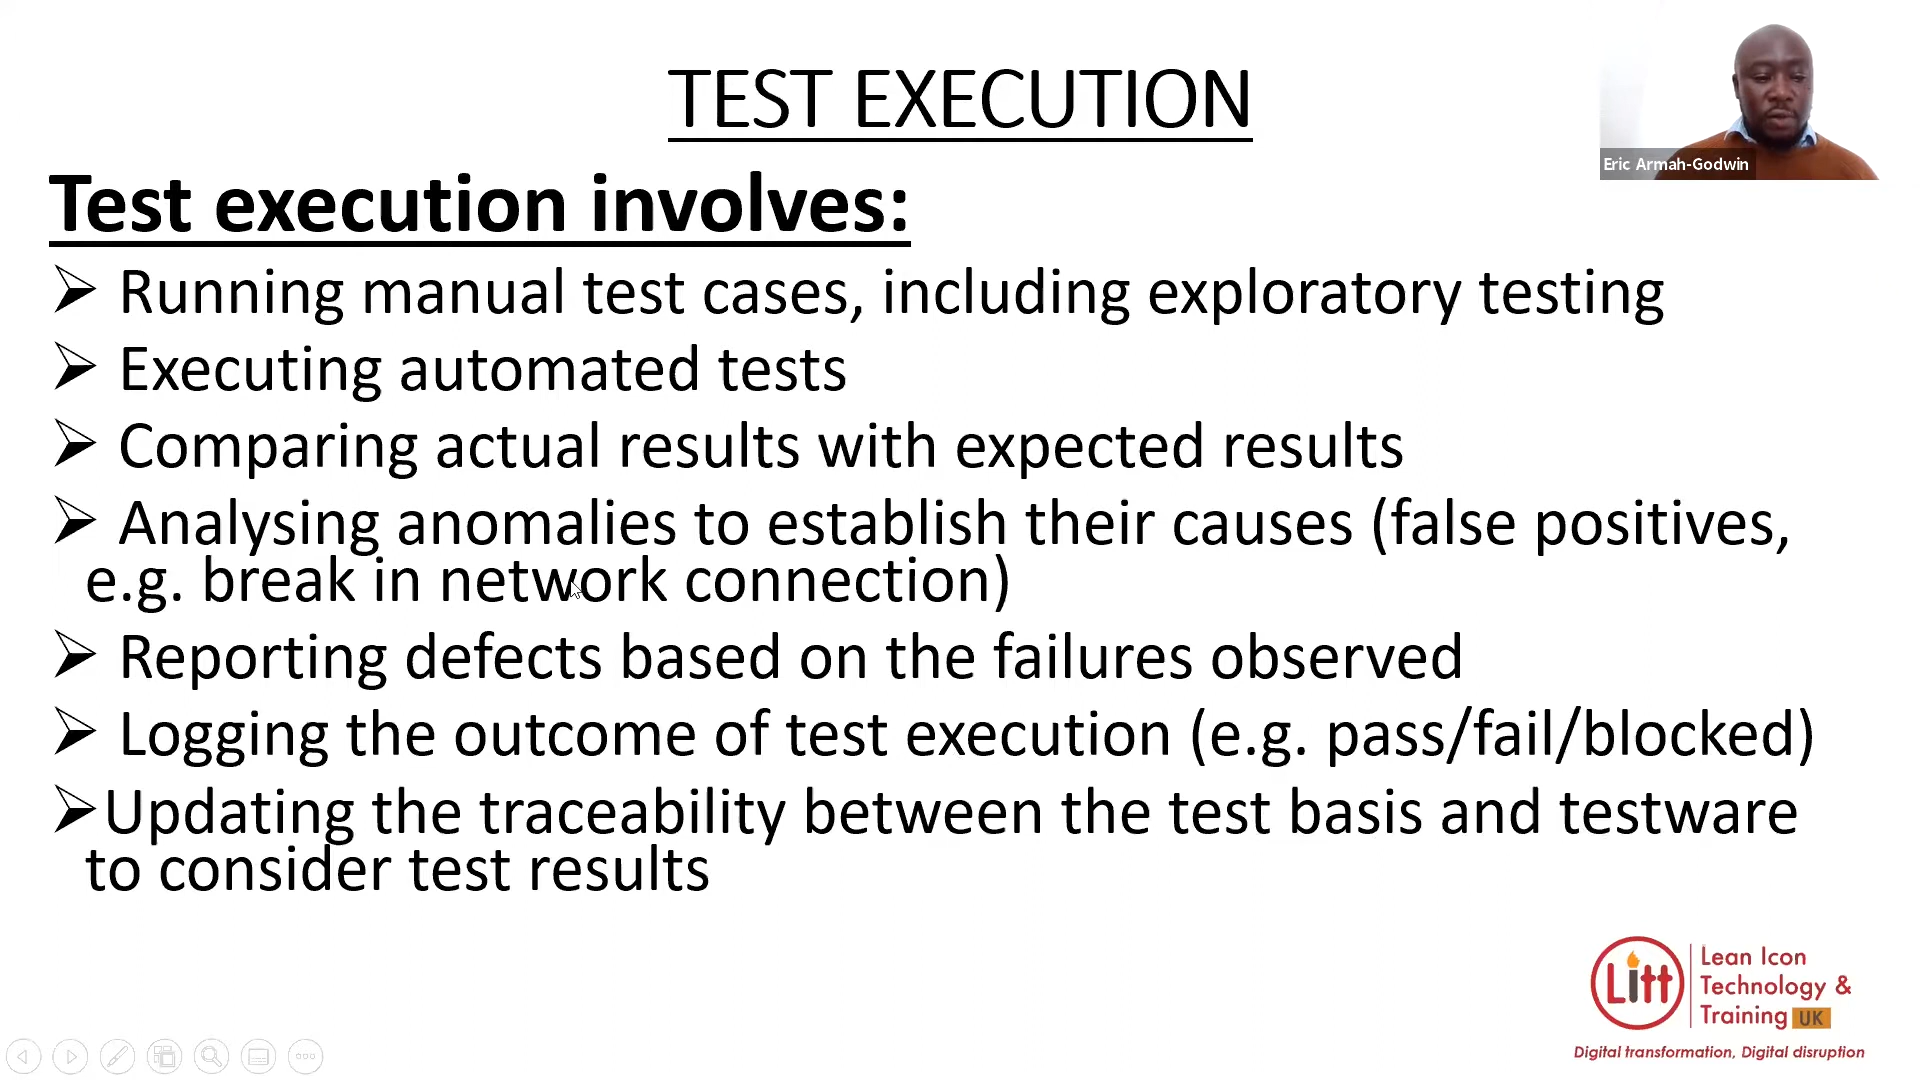 TEST EXECUTION
Eric Armah-Godwin
Test execution involves:
Running manual test cases, including exploratory testing
Executing automated tests
Comparing actual results with expected results
Analysing anomalies to establish their causes (false positives,
e.g. break in network connection)
Reporting defects based on the failures observed
Logging the outcome of test execution (e.g. pass/fail/blocked)
Updating the traceability between the test basis and testware
to consider test results
Litt
Lean Icon
Technology &
Training UK
Digital transformation, Digital disruption